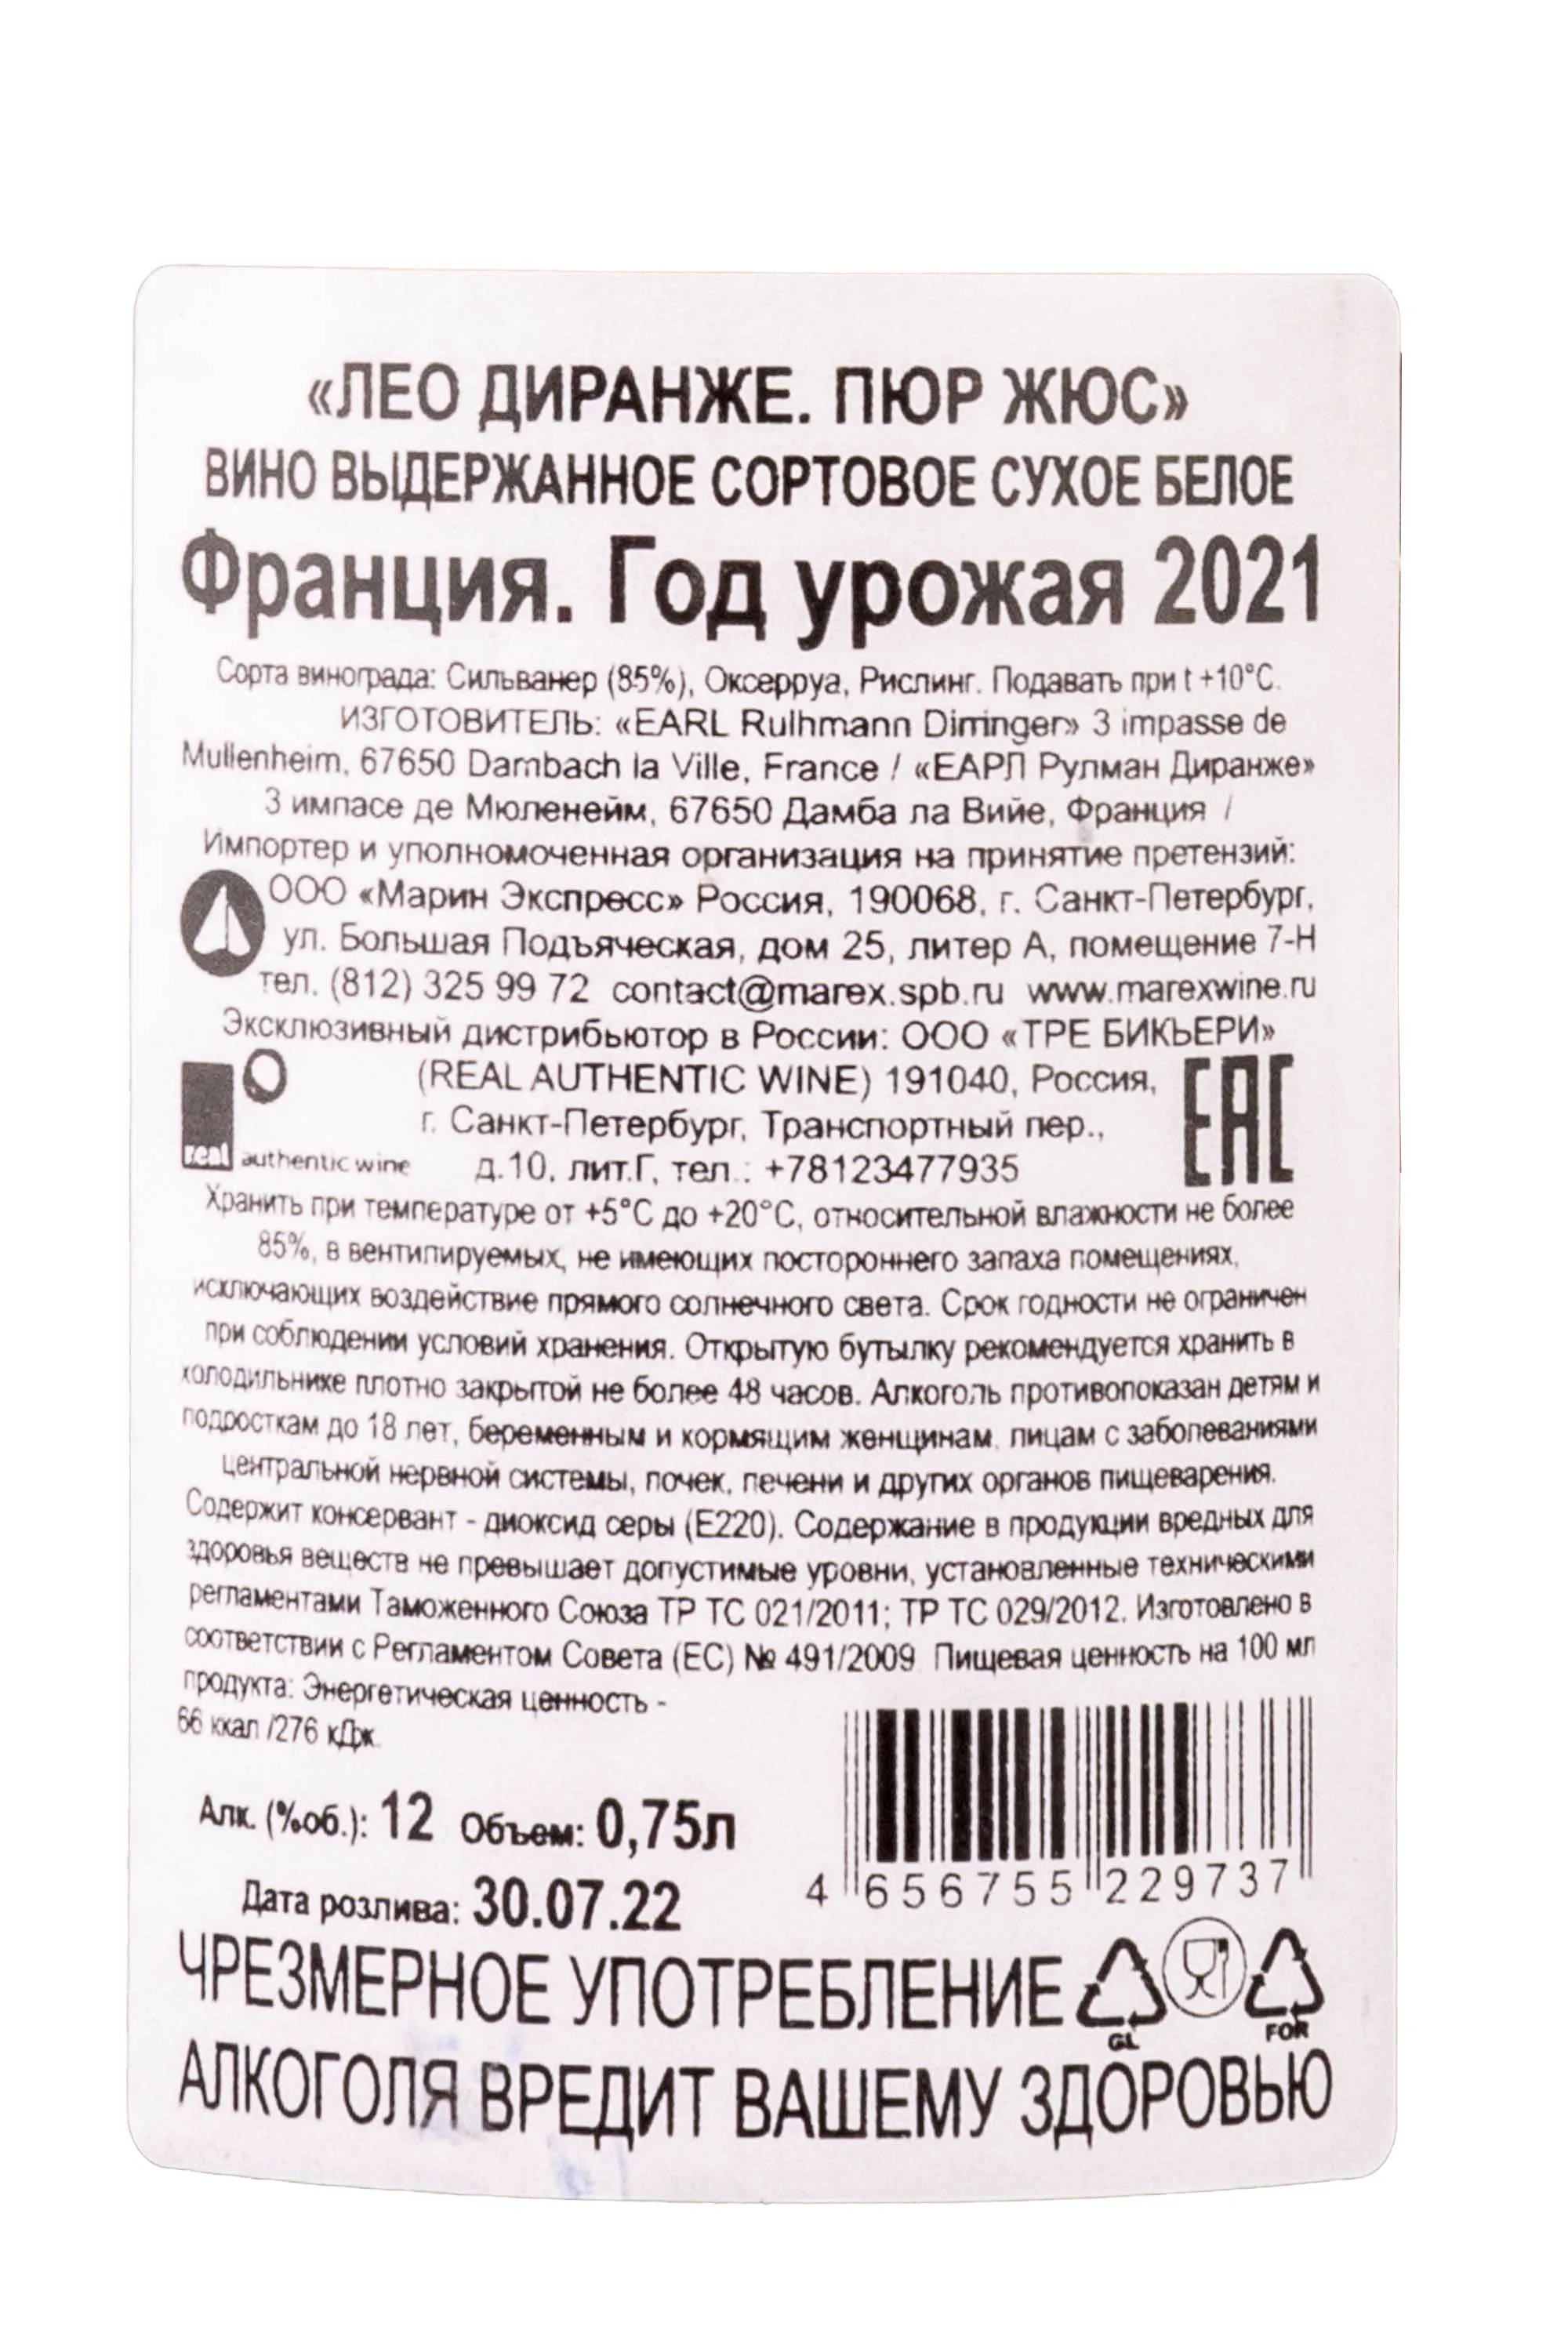 «ЛЕО ДИРАНЖЕ. ПЮР ЖЮС»
ВИНО ВЫДЕРЖАННОЕ СОРТОВОЕ СУХОЕ БЕЛОЕ
Франция. Год урожая 2021
Сорта винограда: Сильванер (85%), Оксерруа, Рислинг. Подавать при t +10°C.
ИЗГОТОВИТЕЛЬ: «EARL Rulhmann Dirringer» 3 impasse de
Mullenheim, 67650 Dambach la Ville, France / «ЕАРЛ Рулман Диранже»
3 импасе де Мюленейм, 67650 Дамба ла Вийе, Франция /
Импортер и уполномоченная организация на принятие претензий:
ООО «Марин Экспресс» Россия, 190068, г. Санкт-Петербург,
ул. Большая Подъяческая, дом 25, литер А, помещение 7-Н
тел. (812) 325 99 72 contact@marex.spb.ru www.marexwine.ru
Эксклюзивный дистрибьютор в России: ООО «ТРЕ БИКЬЕРИ»
(REAL AUTHENTIC WINE) 191040, Россия,
г. Санкт-Петербург, Транспортный пер.,
real authentic wine д.10, лит.Г, тел.: +78123477935
EAC
Хранить при температуре от +5°C до +20°C, относительной влажности не более
85%, в вентилируемых, не имеющих постороннего запаха помещениях,
исключающих воздействие прямого солнечного света. Срок годности не ограничен
при соблюдении условий хранения. Открытую бутылку рекомендуется хранить в
холодильнике плотно закрытой не более 48 часов. Алкоголь противопоказан детям и
подросткам до 18 лет, беременным и кормящим женщинам, лицам с заболеваниями
центральной нервной системы, почек, печени и других органов пищеварения.
Содержит консервант - диоксид серы (E220). Содержание в продукции вредных для
здоровья веществ не превышает допустимые уровни, установленные техническими
регламентами Таможенного Союза ТР ТС 021/2011; ТР ТС 029/2012. Изготовлено в
соответствии с Регламентом Совета (ЕС) № 491/2009 Пищевая ценность на 100 мл
продукта: Энергетическая ценность -
66 ккал /276 кДж
Алк. (%об.): 12 Объем: 0,75л
4 656755 229737
Дата розлива: 30.07.22
ЧРЕЗМЕРНОЕ УПОТРЕБЛЕНИЕ
GL FOR
АЛКОГОЛЯ ВРЕДИТ ВАШЕМУ ЗДОРОВЬЮ